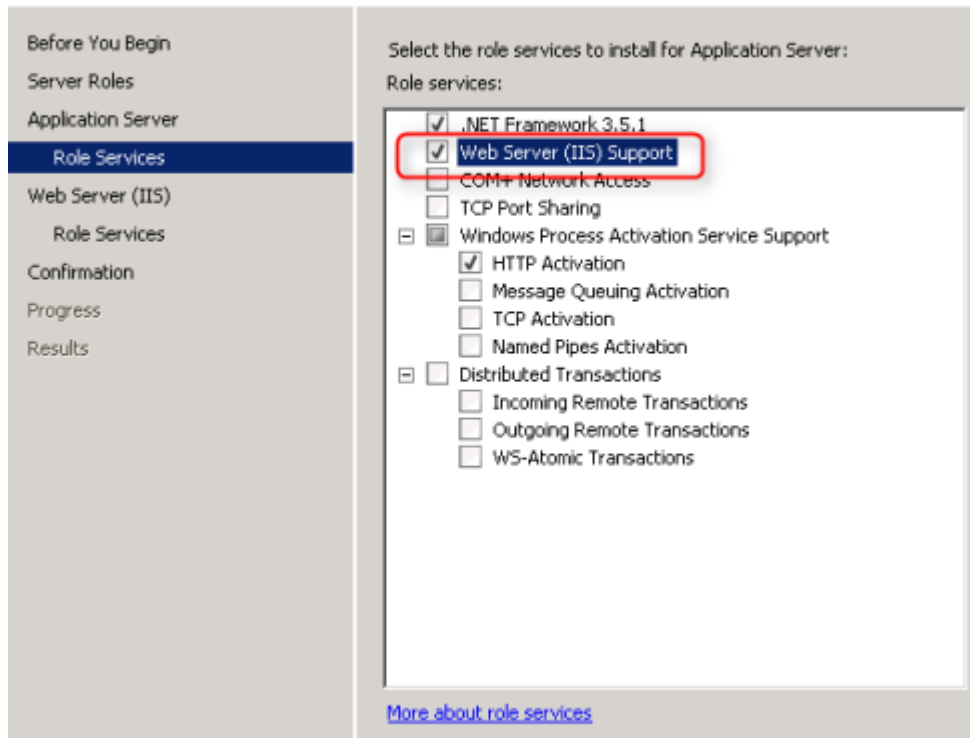 Before You Begin
Server Roles
Application Server
Role Services
Web Server (IIS)
Role Services
Confirmation
Progress
Results
Select the role services to install for Application Server:
Role services:
.NET Framework 3.5.1
Web Server (IIS) Support
COM+ Network Access
TCP Port Sharing
Windows Process Activation Service Support
HTTP Activation
Message Queuing Activation
TCP Activation
Named Pipes Activation
Distributed Transactions
Incoming Remote Transactions
Outgoing Remote Transactions
WS-Atomic Transactions
More about role services